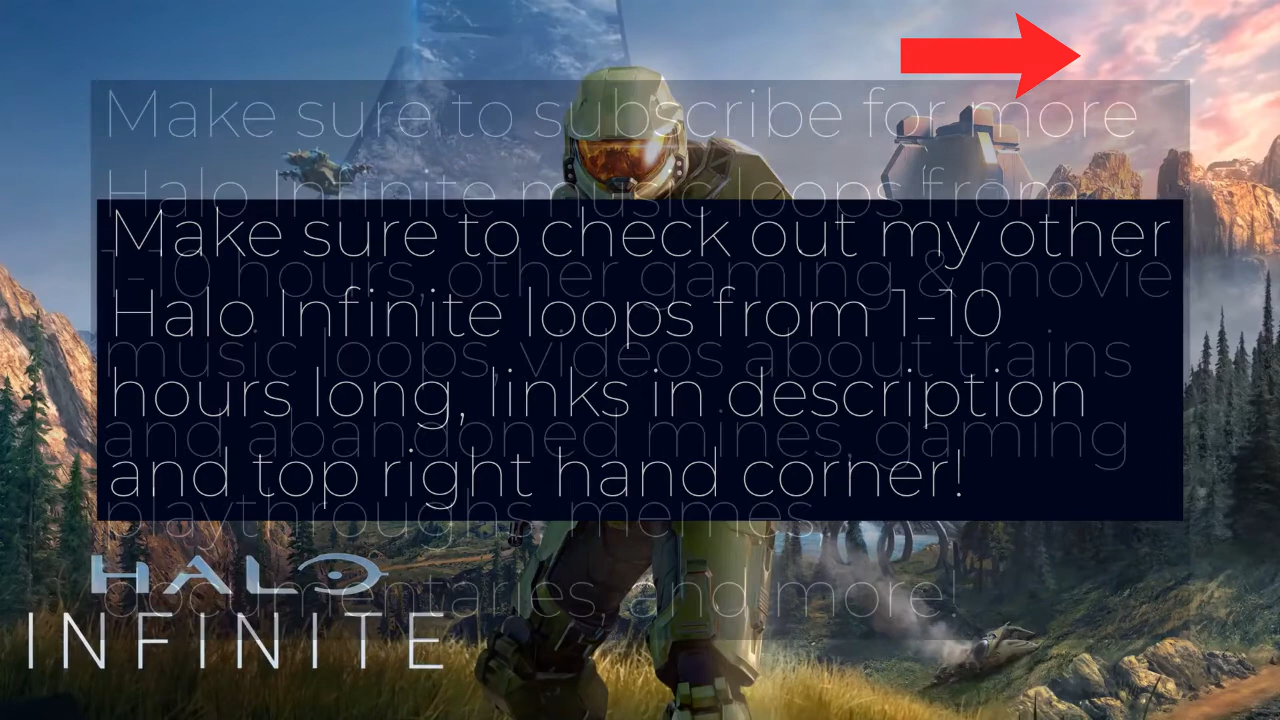 Make sure to subscribe for more
Halo Infinite music loops from
1-10 hours, other gaming & movie
music loops, videos about trains
and abandoned mines, gaming
playthroughs memes,
documentaries, and more!
Make sure to check out my other
Halo Infinite loops from 1-10
hours long, links in description
and top right hand corner!
HALO
INFINITE